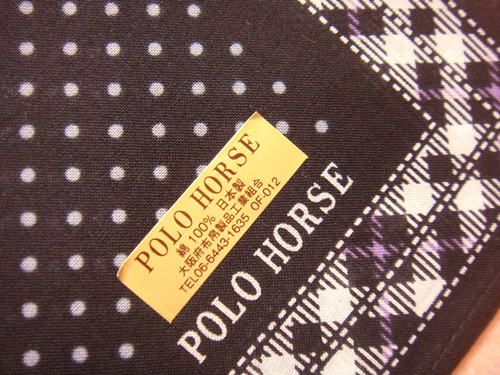 POLO HORSE
綿 100% 日本製
大阪府布帛製品工業組合
TEL06-6443-1635 OF-012
POLO HORSE